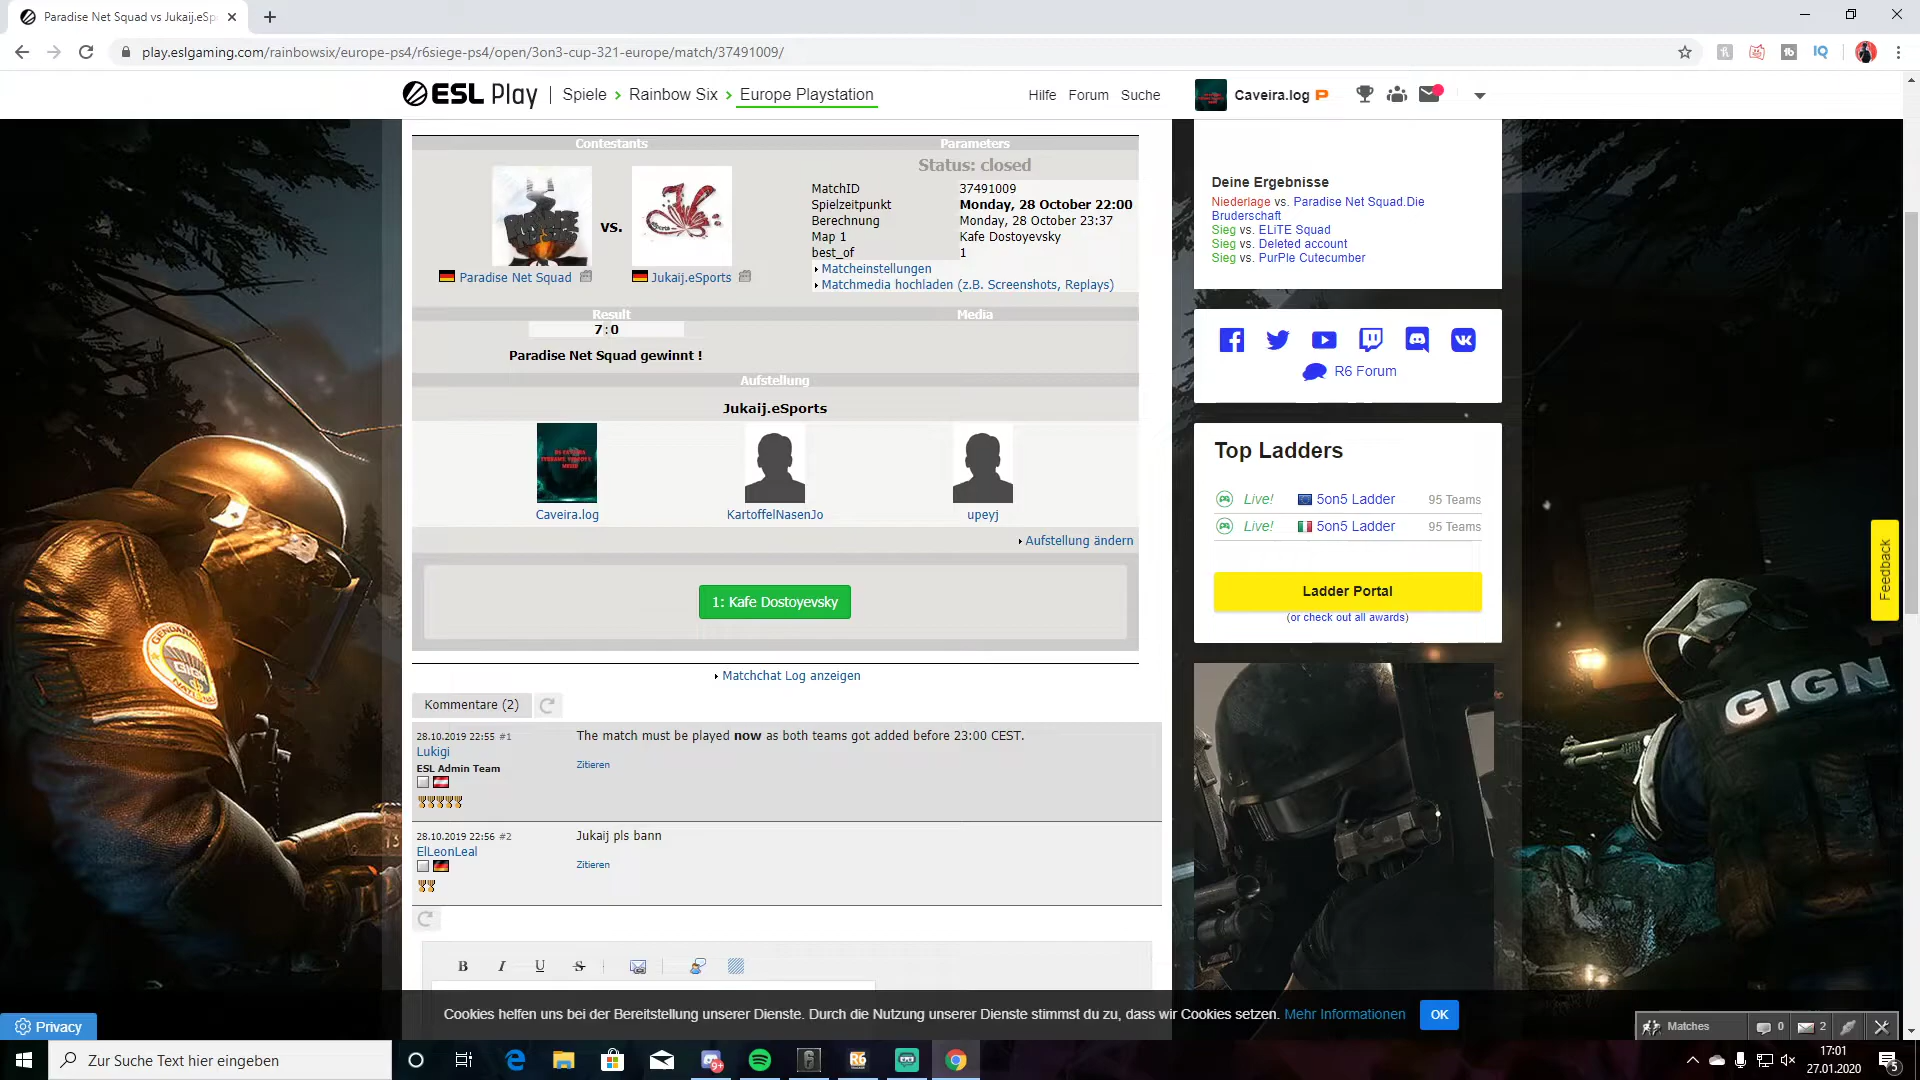 Paradise Net Squad vs Jukaij.eSp
play.eslgaming.com/rainbowsix/europe-ps4/r6siege-ps4/open/3on3-cup-321-europe/match/37491009/
ESL Play
Spiele
Rainbow Six
Europe Playstation
Hilfe
Forum
Suche
Caveira.log
Contestants
Parameters
Status: closed
vs.
MatchID 37491009
Spielzeitpunkt Monday, 28 October 22:00
Berechnung Monday, 28 October 23:37
Map 1 Kafe Dostoyevsky
best_of 1
Matcheinstellungen
Matchmedia hochladen (z.B. Screenshots, Replays)
Paradise Net Squad
Jukaij.eSports
Result
Media
7:0
Paradise Net Squad gewinnt !
Aufstellung
Jukaij.eSports
Caveira.log
KartoffelNasenJo
upeyj
Aufstellung ändern
1: Kafe Dostoyevsky
Matchchat Log anzeigen
Kommentare (2)
28.10.2019 22:55 #1
Lukigi
ESL Admin Team
The match must be played now as both teams got added before 23:00 CEST.
Zitieren
28.10.2019 22:56 #2
ElLeonLeal
Jukaij pls bann
Zitieren
B I U S
Deine Ergebnisse
Niederlage vs. Paradise Net Squad.Die
Bruderschaft
Sieg vs. ELiTE Squad
Sieg vs. Deleted account
Sieg vs. PurPle Cutecumber
R6 Forum
Top Ladders
Live! 5on5 Ladder 95 Teams
Live! 5on5 Ladder 95 Teams
Ladder Portal
(or check out all awards)
Feedback
GIGN
GIGN
Cookies helfen uns bei der Bereitstellung unserer Dienste. Durch die Nutzung unserer Dienste stimmst du zu, dass wir Cookies setzen. Mehr Informationen
OK
Privacy
Matches
0
2
Zur Suche Text hier eingeben
9+
R6
17:01
27.01.2020
5